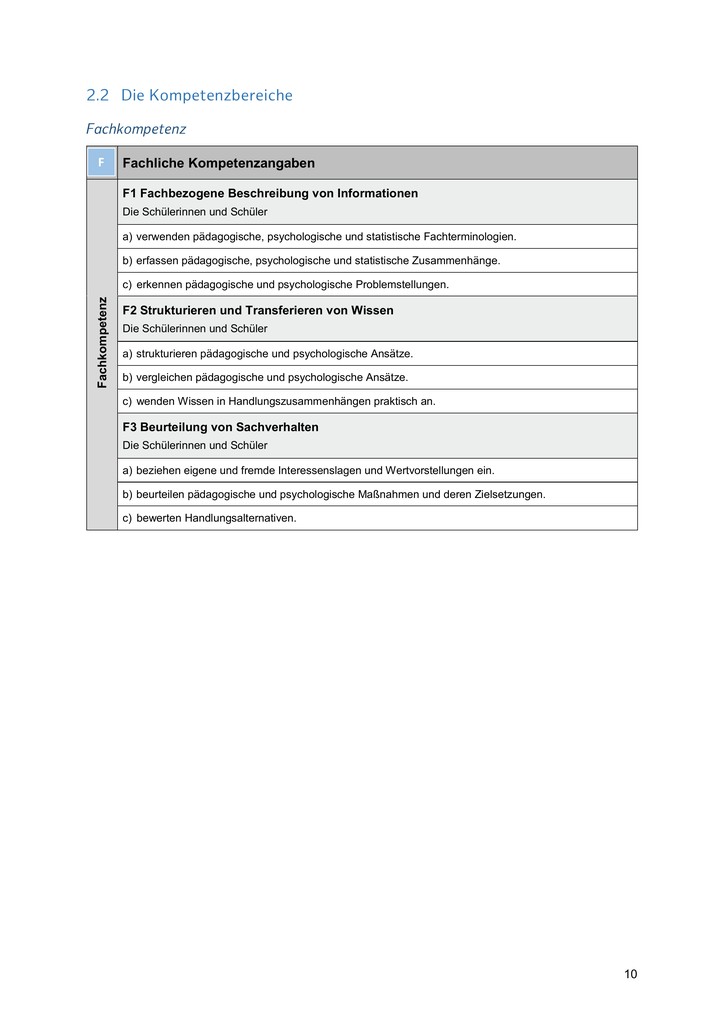 2.2 Die Kompetenzbereiche
Fachkompetenz
F Fachliche Kompetenzangaben
Fachkompetenz
F1 Fachbezogene Beschreibung von Informationen
Die Schülerinnen und Schüler
a) verwenden pädagogische, psychologische und statistische Fachterminologien.
b) erfassen pädagogische, psychologische und statistische Zusammenhänge.
c) erkennen pädagogische und psychologische Problemstellungen.
F2 Strukturieren und Transferieren von Wissen
Die Schülerinnen und Schüler
a) strukturieren pädagogische und psychologische Ansätze.
b) vergleichen pädagogische und psychologische Ansätze.
c) wenden Wissen in Handlungszusammenhängen praktisch an.
F3 Beurteilung von Sachverhalten
Die Schülerinnen und Schüler
a) beziehen eigene und fremde Interessenslagen und Wertvorstellungen ein.
b) beurteilen pädagogische und psychologische Maßnahmen und deren Zielsetzungen.
c) bewerten Handlungsalternativen.
10